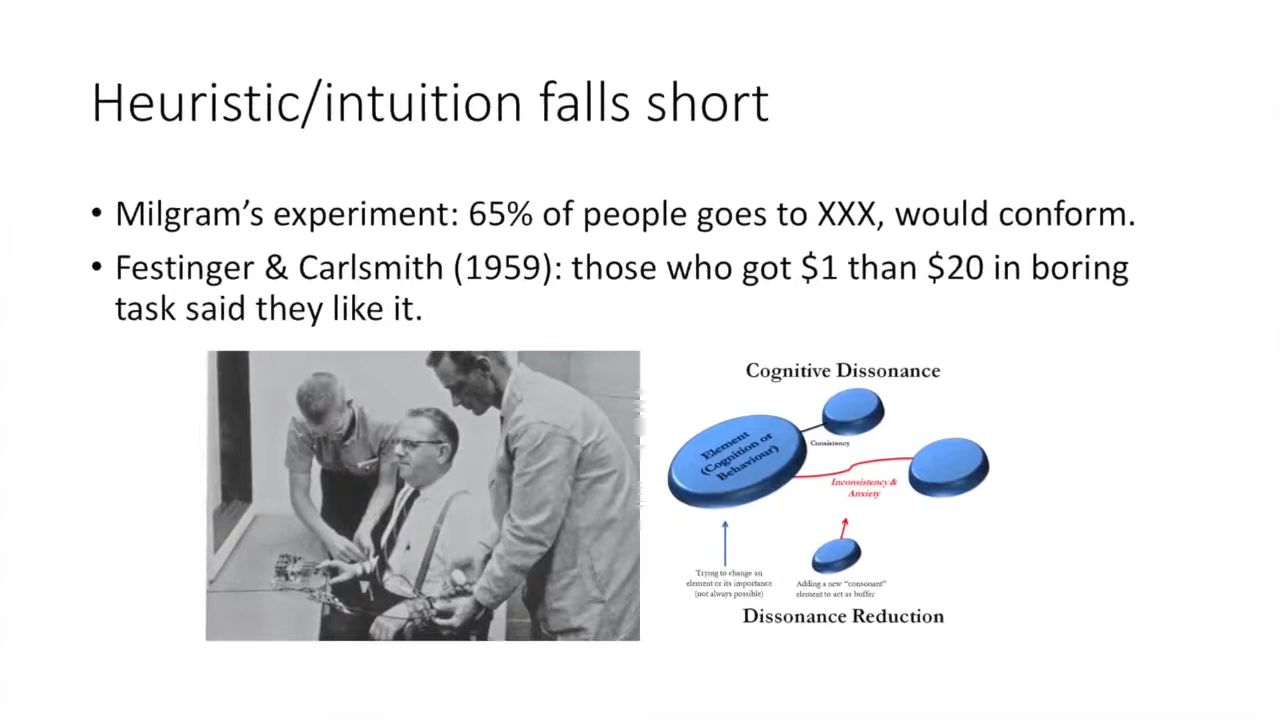 Heuristic/intuition falls short
• Milgram's experiment: 65% of people goes to XXX, would conform.
• Festinger & Carlsmith (1959): those who got $1 than $20 in boring
task said they like it.
Cognitive Dissonance
Element
(Cognition or
Behaviour)
Consistency
Inconsistency &
Anxiety
Trying to change an
element or its importance
(not always possible)
Adding a new "consonant"
element to act as buffer
Dissonance Reduction